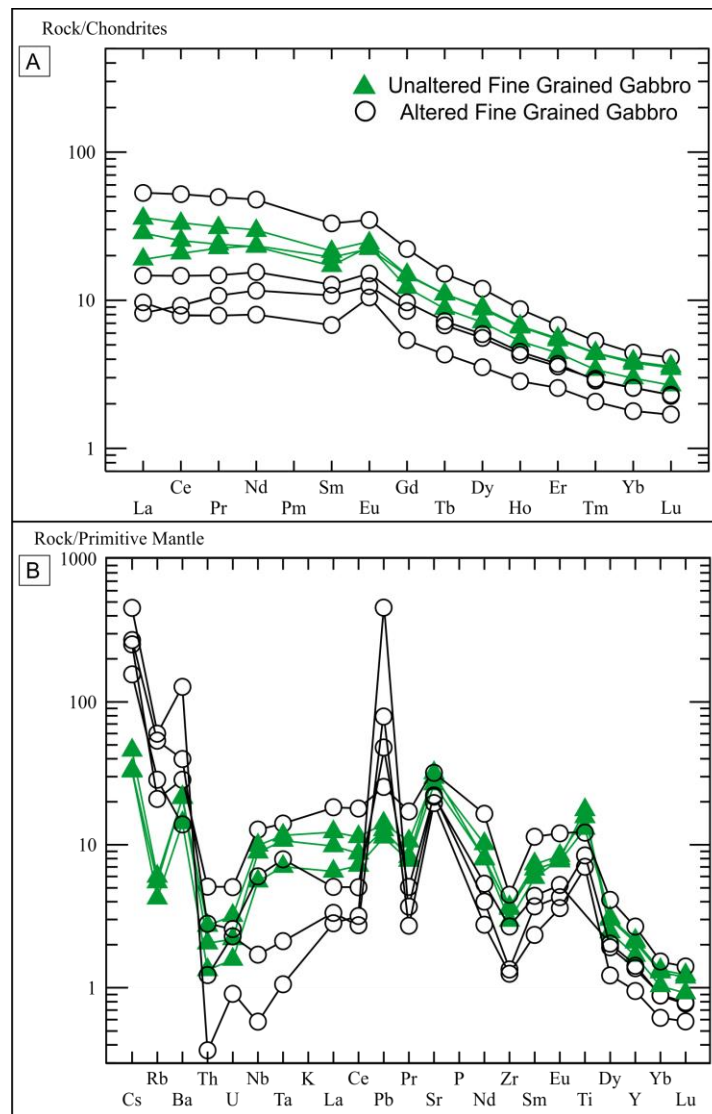 Rock/Chondrites
A
Unaltered Fine Grained Gabbro
Altered Fine Grained Gabbro
100
10
1
Ce Nd Sm Gd Dy Er Yb
La Pr Pm Eu Tb Ho Tm Lu
Rock/Primitive Mantle
1000
B
100
10
1
Rb Th Nb K Ce Pr P Zr Eu Dy Yb
Cs Ba U Ta La Pb Sr Nd Sm Ti Y Lu